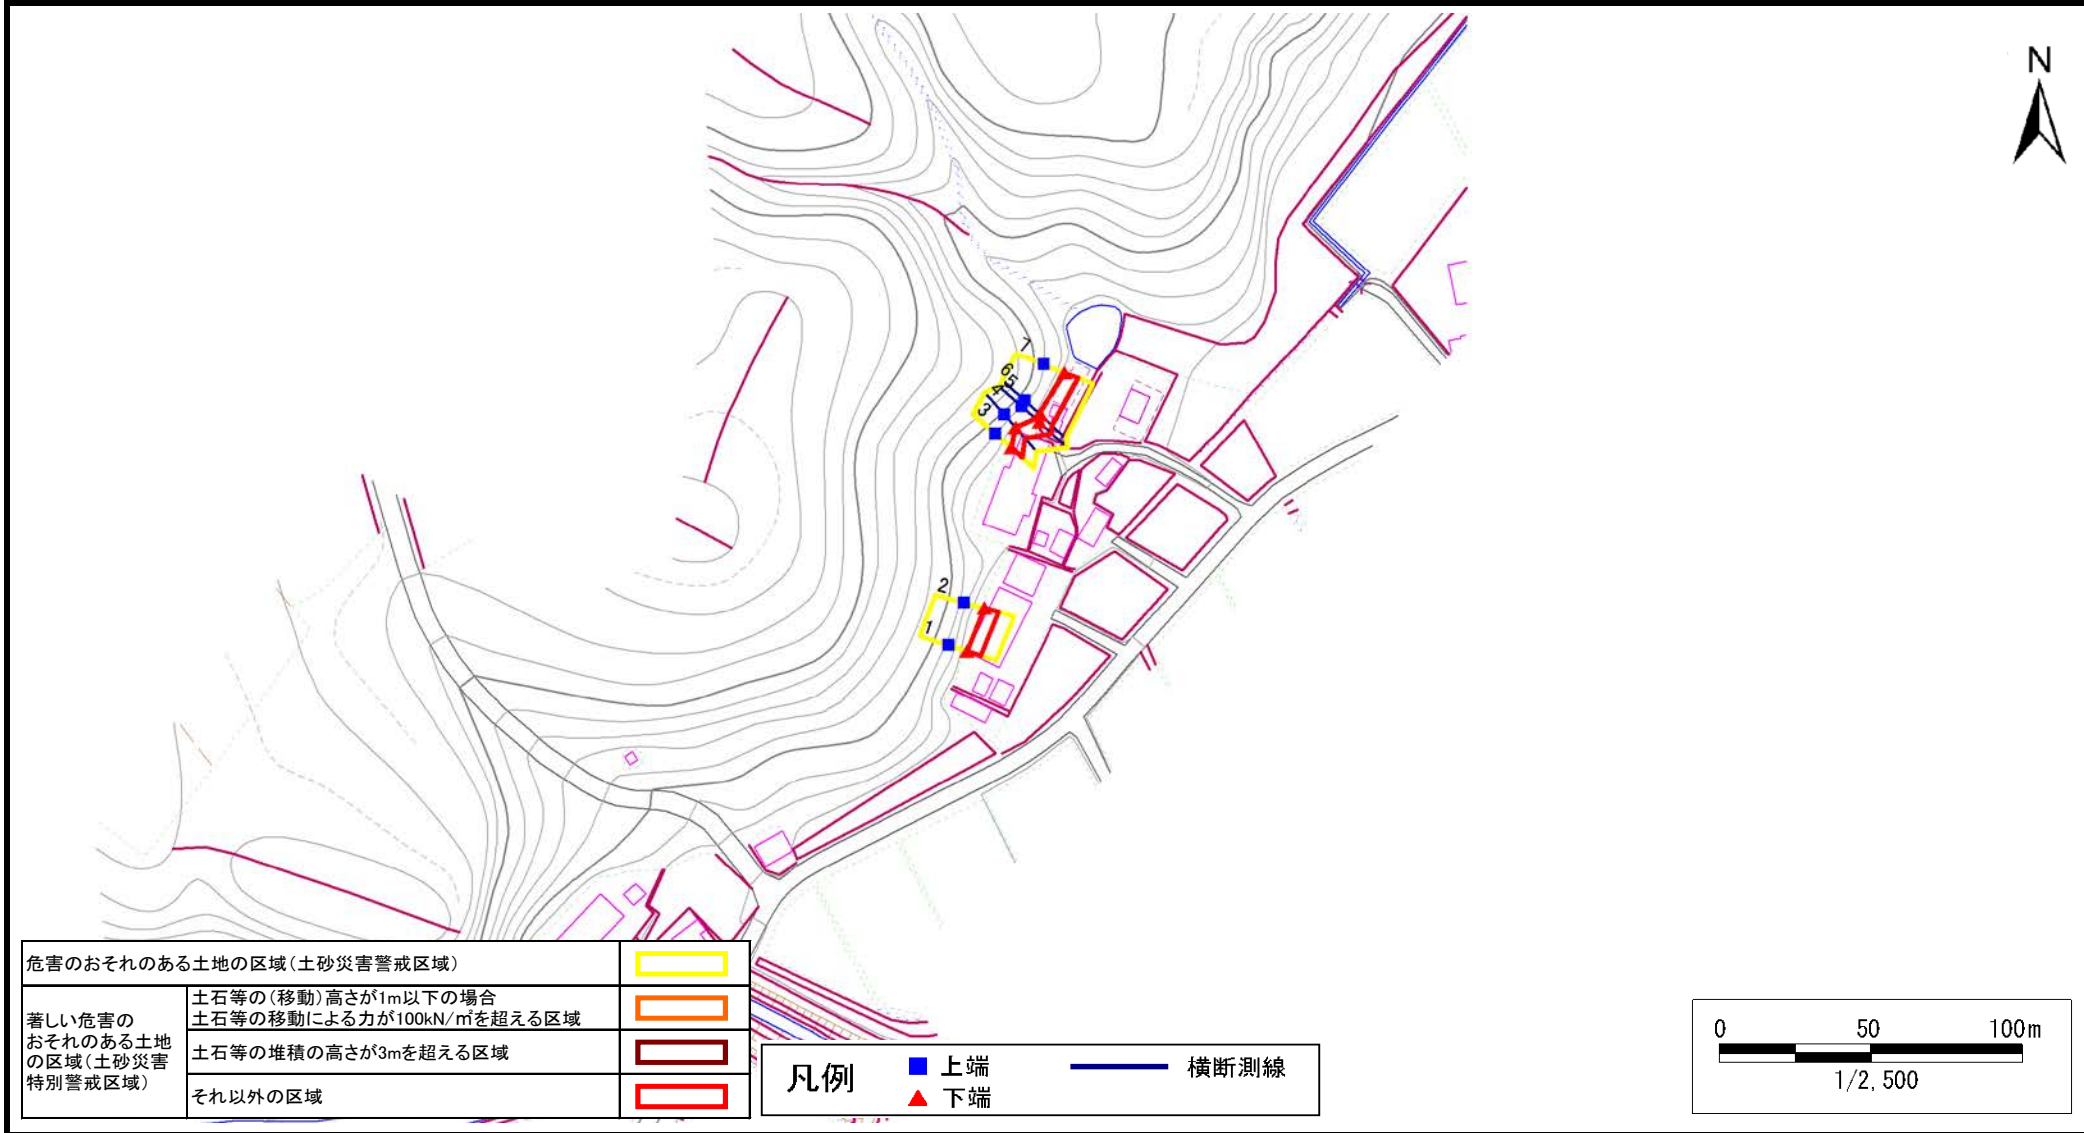 N
7
6
5
4
3
2
1
危害のおそれのある土地の区域(土砂災害警戒区域)
著しい危害の
おそれのある土地
の区域(土砂災害
特別警戒区域)
土石等の(移動)高さが1m以下の場合
土石等の移動による力が100kN/㎡を超える区域
土石等の堆積の高さが3mを超える区域
それ以外の区域
凡例
上端
下端
横断測線
0 50 100m
1/2,500